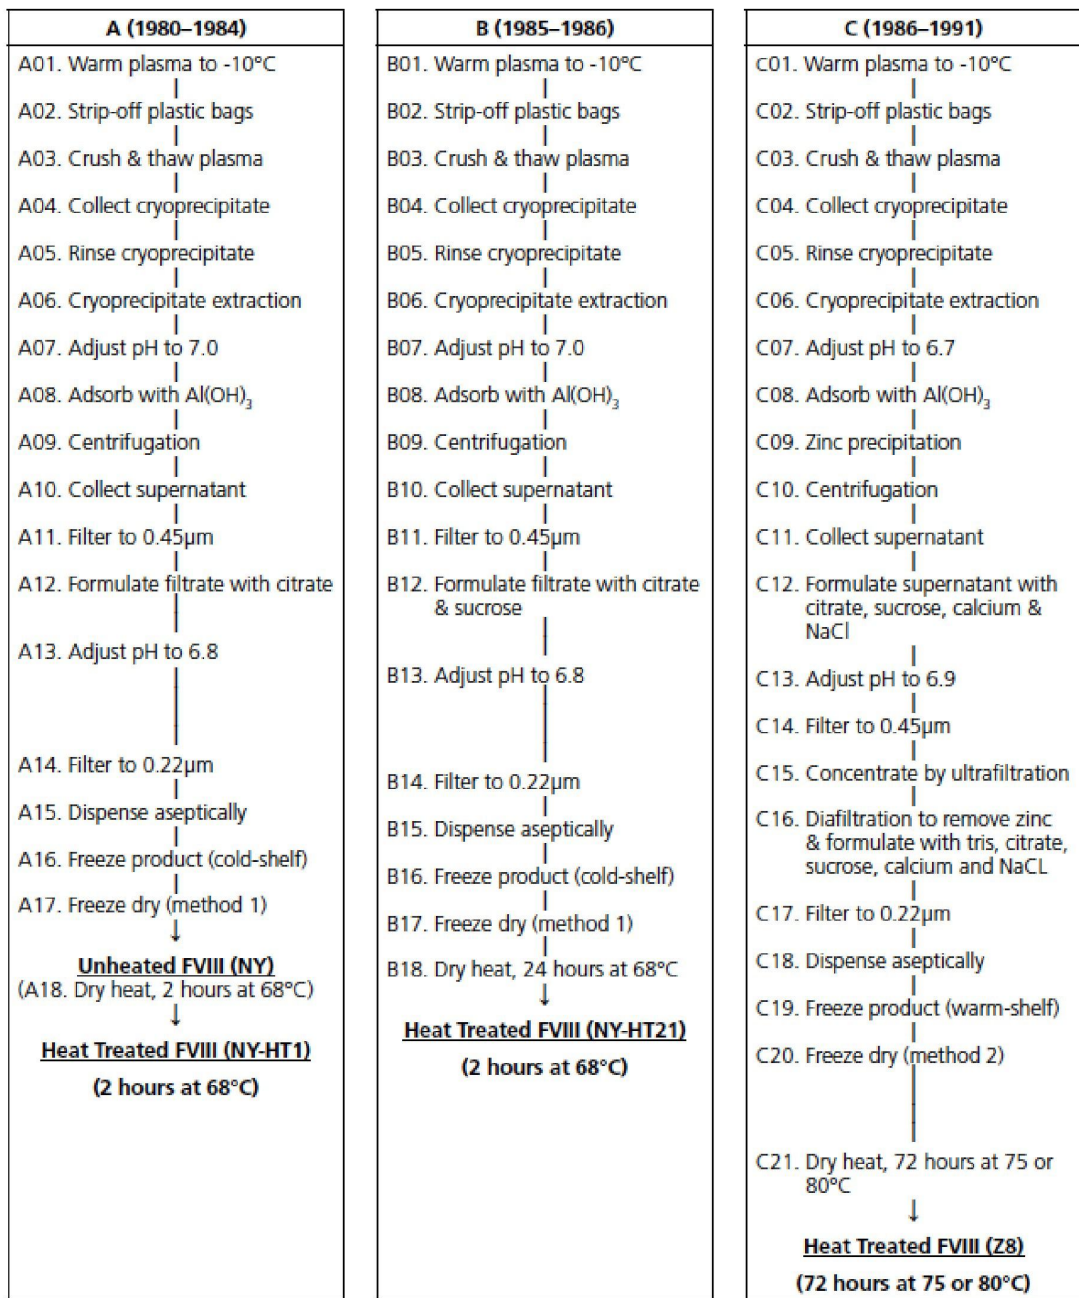 A (1980–1984)
A01. Warm plasma to -10°C
A02. Strip-off plastic bags
A03. Crush & thaw plasma
A04. Collect cryoprecipitate
A05. Rinse cryoprecipitate
A06. Cryoprecipitate extraction
A07. Adjust pH to 7.0
A08. Adsorb with Al(OH)₃
A09. Centrifugation
A10. Collect supernatant
A11. Filter to 0.45µm
A12. Formulate filtrate with citrate
A13. Adjust pH to 6.8
A14. Filter to 0.22µm
A15. Dispense aseptically
A16. Freeze product (cold-shelf)
A17. Freeze dry (method 1)
↓
Unheated FVIII (NY)
(A18. Dry heat, 2 hours at 68°C)
↓
Heat Treated FVIII (NY-HT1)
(2 hours at 68°C)
B (1985–1986)
B01. Warm plasma to -10°C
B02. Strip-off plastic bags
B03. Crush & thaw plasma
B04. Collect cryoprecipitate
B05. Rinse cryoprecipitate
B06. Cryoprecipitate extraction
B07. Adjust pH to 7.0
B08. Adsorb with Al(OH)₃
B09. Centrifugation
B10. Collect supernatant
B11. Filter to 0.45µm
B12. Formulate filtrate with citrate
& sucrose
B13. Adjust pH to 6.8
B14. Filter to 0.22µm
B15. Dispense aseptically
B16. Freeze product (cold-shelf)
B17. Freeze dry (method 1)
B18. Dry heat, 24 hours at 68°C
↓
Heat Treated FVIII (NY-HT21)
(2 hours at 68°C)
C (1986–1991)
C01. Warm plasma to -10°C
C02. Strip-off plastic bags
C03. Crush & thaw plasma
C04. Collect cryoprecipitate
C05. Rinse cryoprecipitate
C06. Cryoprecipitate extraction
C07. Adjust pH to 6.7
C08. Adsorb with Al(OH)₃
C09. Zinc precipitation
C10. Centrifugation
C11. Collect supernatant
C12. Formulate supernatant with
citrate, sucrose, calcium &
NaCl
C13. Adjust pH to 6.9
C14. Filter to 0.45µm
C15. Concentrate by ultrafiltration
C16. Diafiltration to remove zinc
& formulate with tris, citrate,
sucrose, calcium and NaCL
C17. Filter to 0.22µm
C18. Dispense aseptically
C19. Freeze product (warm-shelf)
C20. Freeze dry (method 2)
C21. Dry heat, 72 hours at 75 or
80°C
↓
Heat Treated FVIII (Z8)
(72 hours at 75 or 80°C)